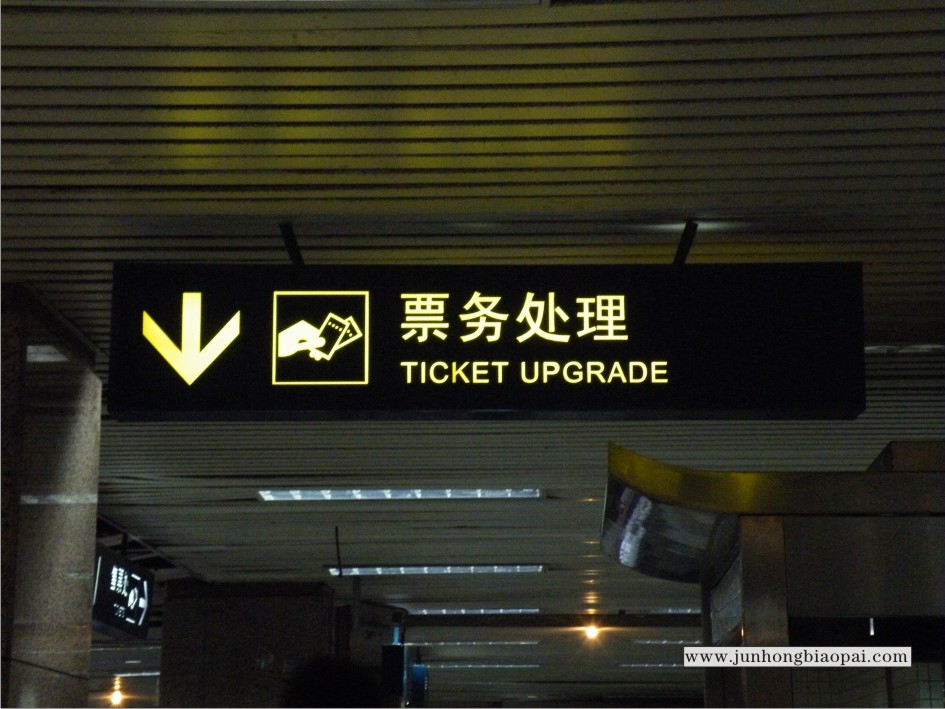 票务处理
TICKET UPGRADE
www.junhongbiaopai.com